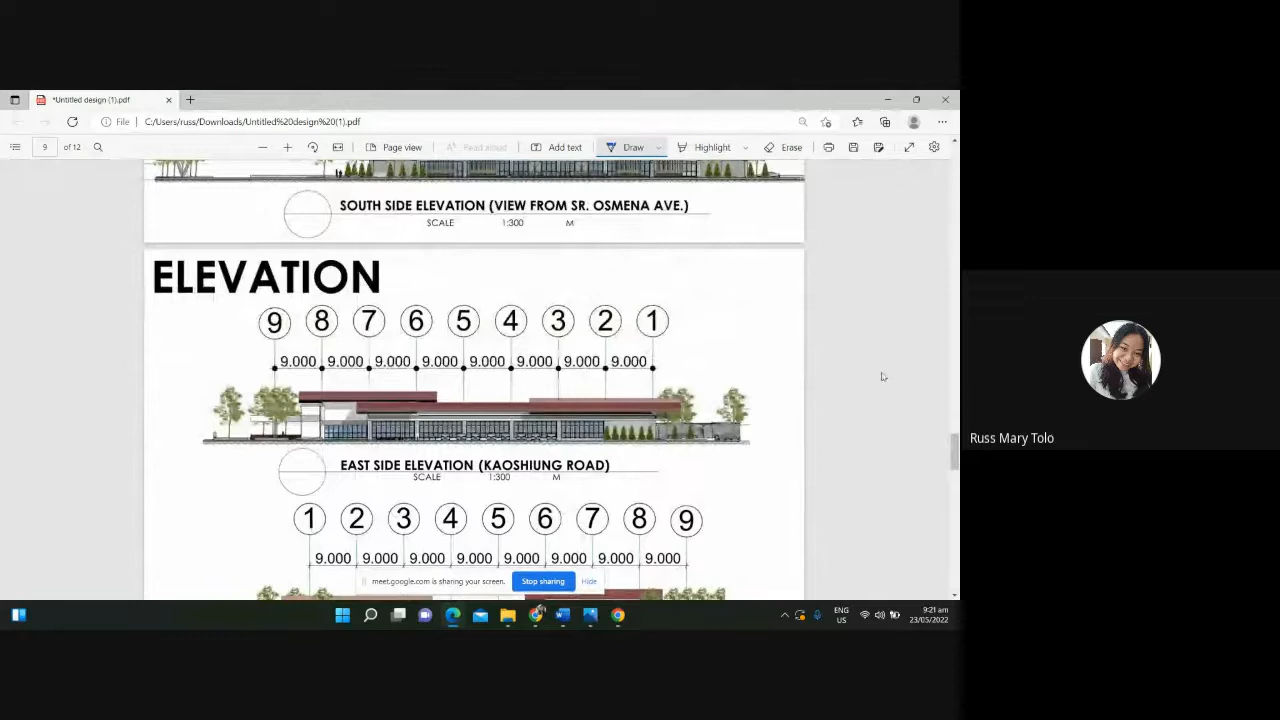 *Untitled design (1).pdf
File C:/Users/russ/Downloads/Untitled%20design%20(1).pdf
9 of 12 Page view Read aloud Add text Draw Highlight Erase
SOUTH SIDE ELEVATION (VIEW FROM SR. OSMENA AVE.)
SCALE 1:300 M
ELEVATION
9 8 7 6 5 4 3 2 1
9.000 9.000 9.000 9.000 9.000 9.000 9.000 9.000
EAST SIDE ELEVATION (KAOSHIUNG ROAD)
SCALE 1:300 M
Russ Mary Tolo
1 2 3 4 5 6 7 8 9
9.000 9.000 9.000 9.000 9.000 9.000 9.000 9.000
meet.google.com is sharing your screen. Stop sharing Hide
ENG 9:21 am
US 23/05/2022